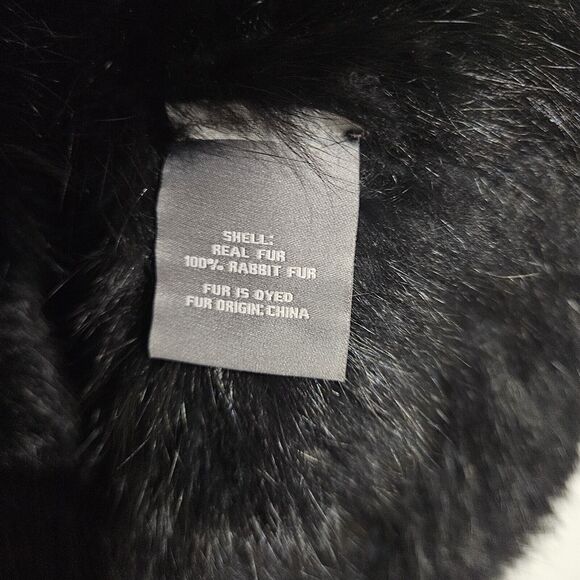 SHELL:
REAL FUR
100% RABBIT FUR
FUR IS DYED
FUR ORIGIN: CHINA